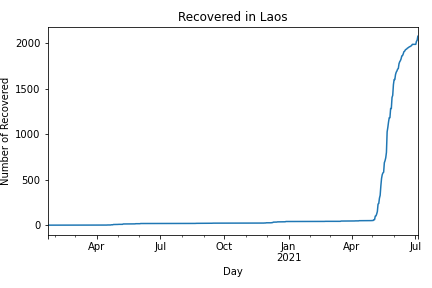 Recovered in Laos
Number of Recovered
2000
1500
1000
500
0
Apr
Jul
Oct
Jan
2021
Apr
Jul
Day